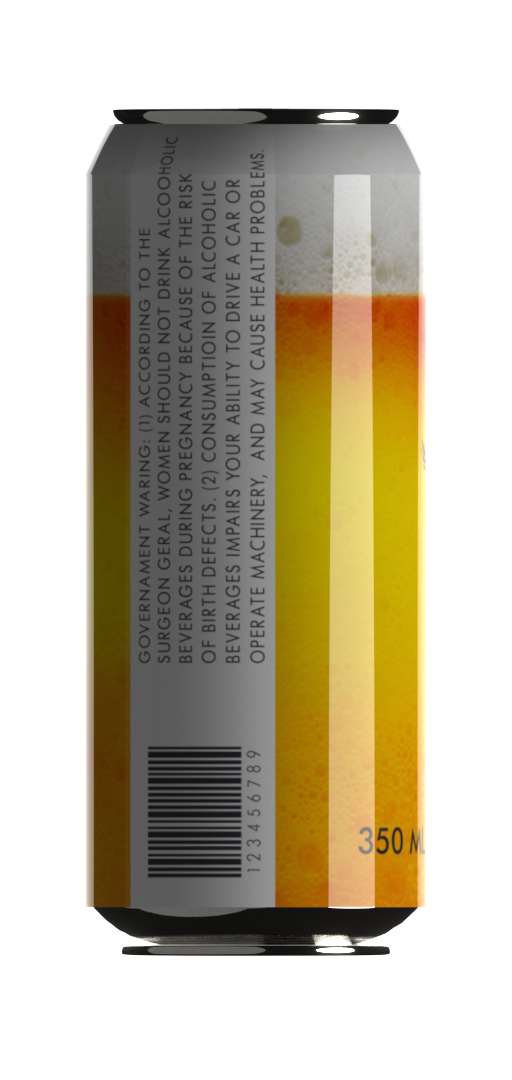 GOVERNAMENT WARING: (1) ACCORDING TO THE
SURGEON GERAL, WOMEN SHOULD NOT DRINK ALCOOHOLIC
BEVERAGES DURING PREGNANCY BECAUSE OF THE RISK
OF BIRTH DEFECTS. (2) CONSUMPTIOIN OF ALCOHOLIC
BEVERAGES IMPAIRS YOUR ABILITY TO DRIVE A CAR OR
OPERATE MACHINERY, AND MAY CAUSE HEALTH PROBLEMS.
123456789
350 ML